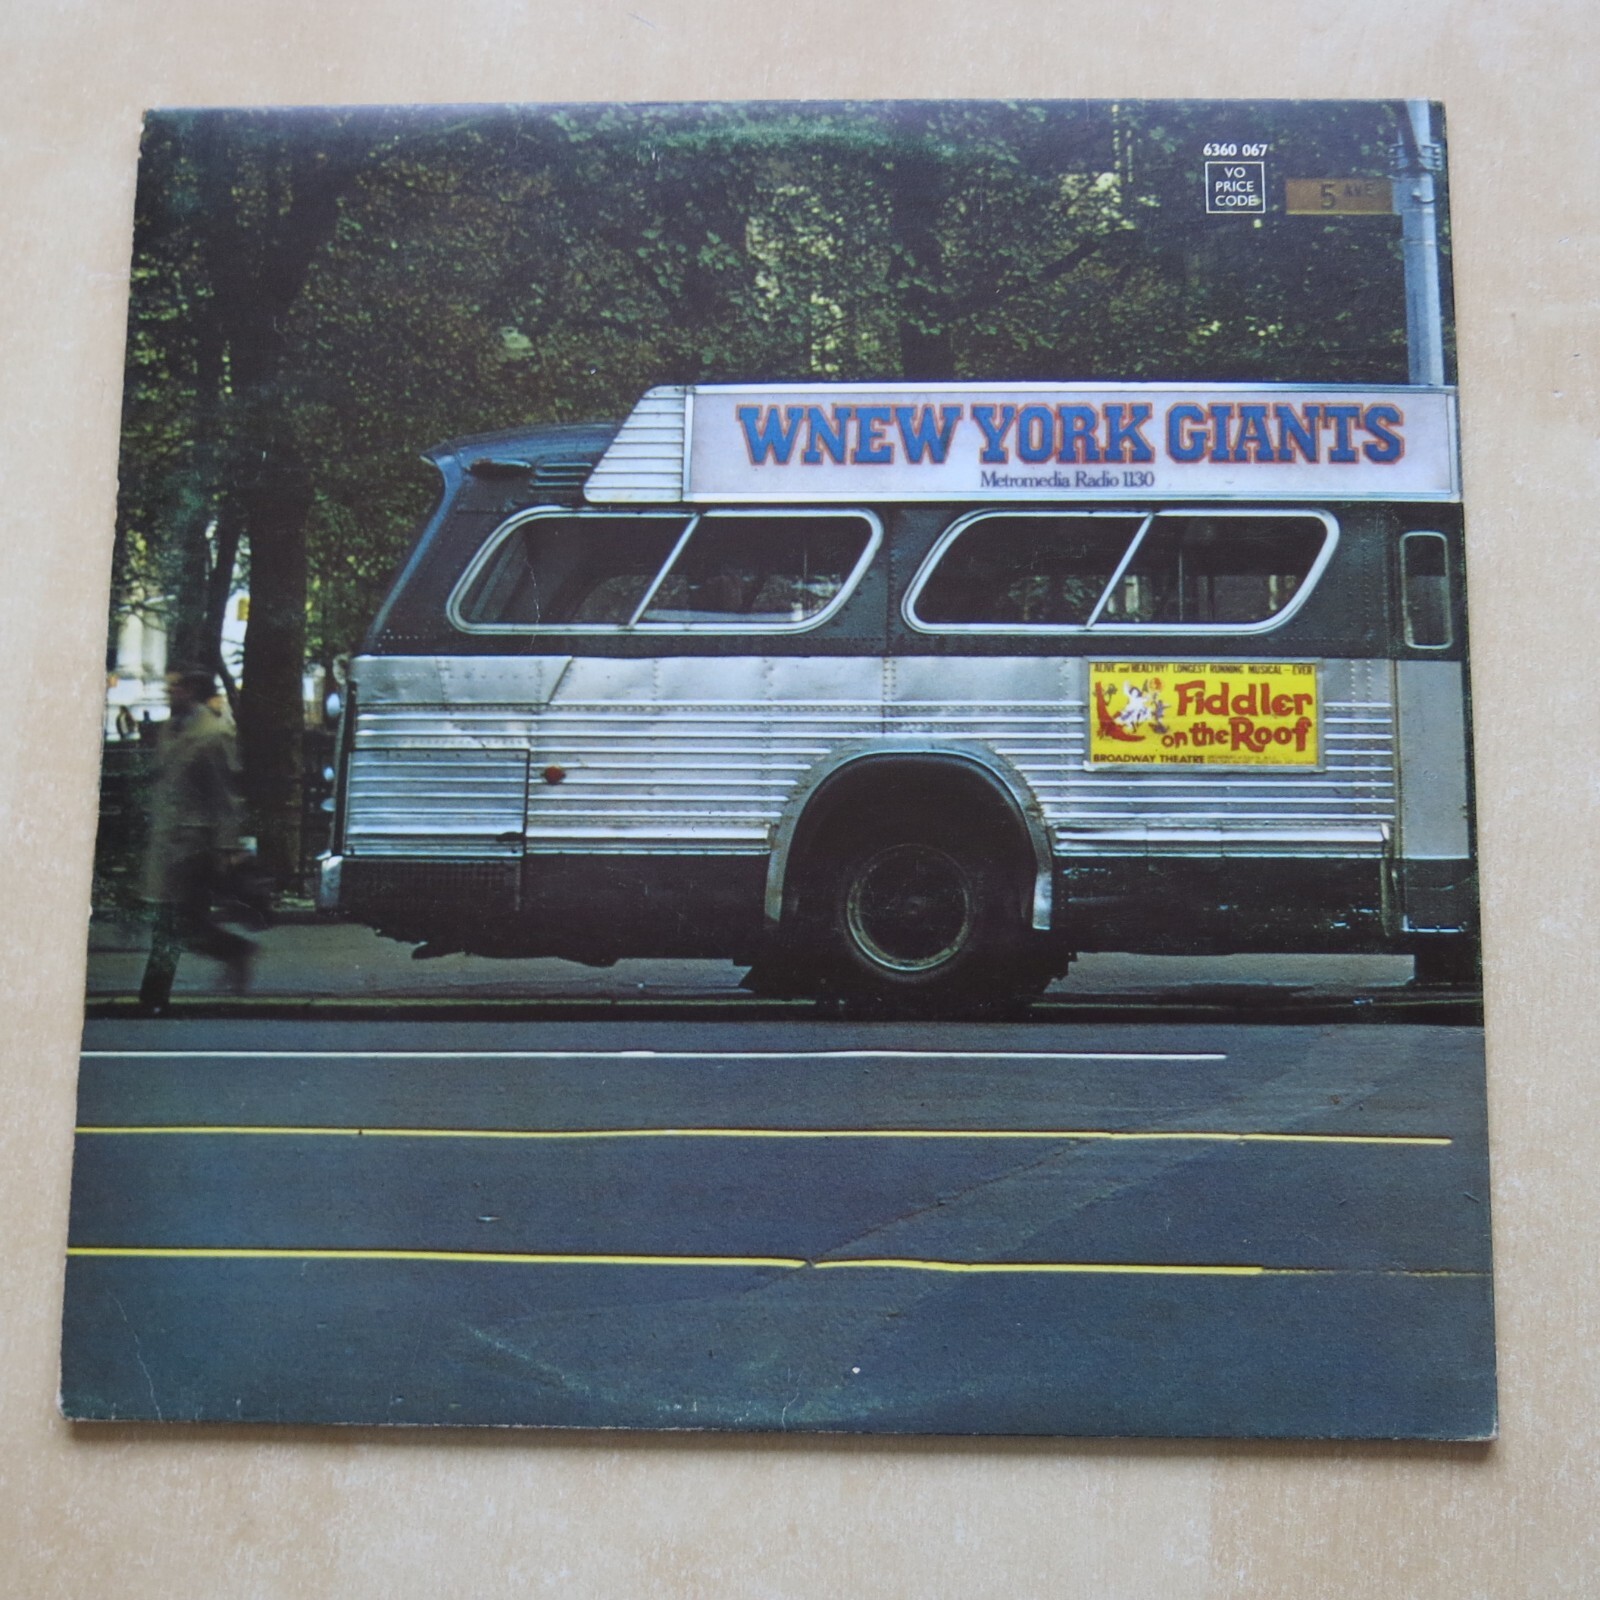 6360 067
VO
PRICE
CODE
5 AVE
WNEW YORK GIANTS
Metromedia Radio 1130
ALIVE and HEALTHY! LONGEST RUNNING MUSICAL—EVER
Fiddler
on the Roof
BROADWAY THEATRE